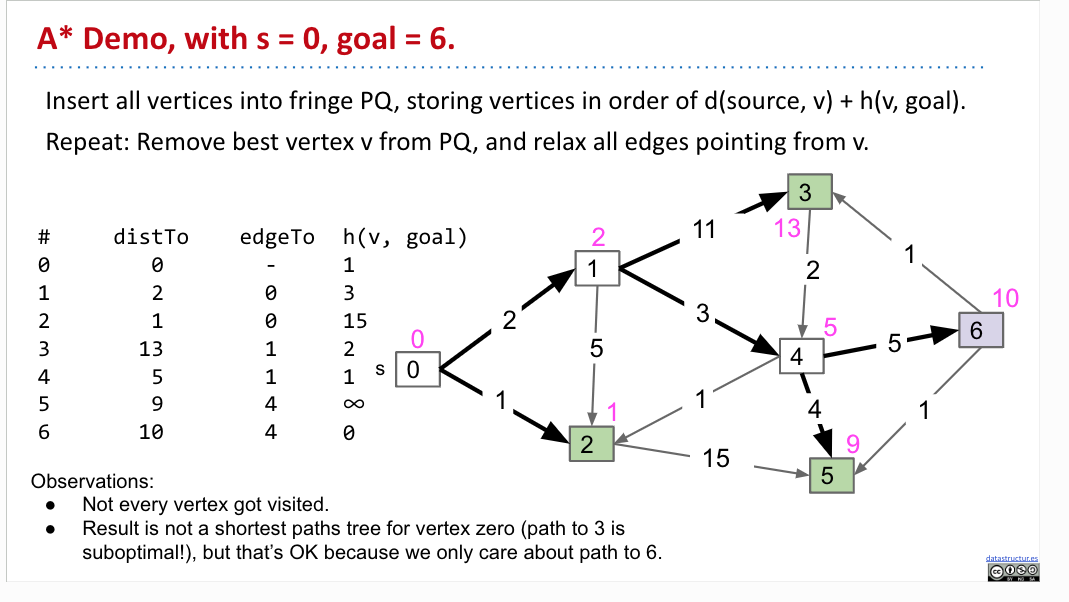 A* Demo, with s = 0, goal = 6.
Insert all vertices into fringe PQ, storing vertices in order of d(source, v) + h(v, goal).
Repeat: Remove best vertex v from PQ, and relax all edges pointing from v.
# distTo edgeTo h(v, goal)
0 0 - 1
1 2 0 3
2 1 0 15
3 13 1 2
4 5 1 1
5 9 4 ∞
6 10 4 0
3
11
13
2
1
1
2
10
3
2
6
5
0
5
4
5
s
0
5
1
1
4
1
1
2
9
15
5
Observations:
● Not every vertex got visited.
● Result is not a shortest paths tree for vertex zero (path to 3 is
suboptimal!), but that's OK because we only care about path to 6.
datastructur.es
CC
BY NC SA